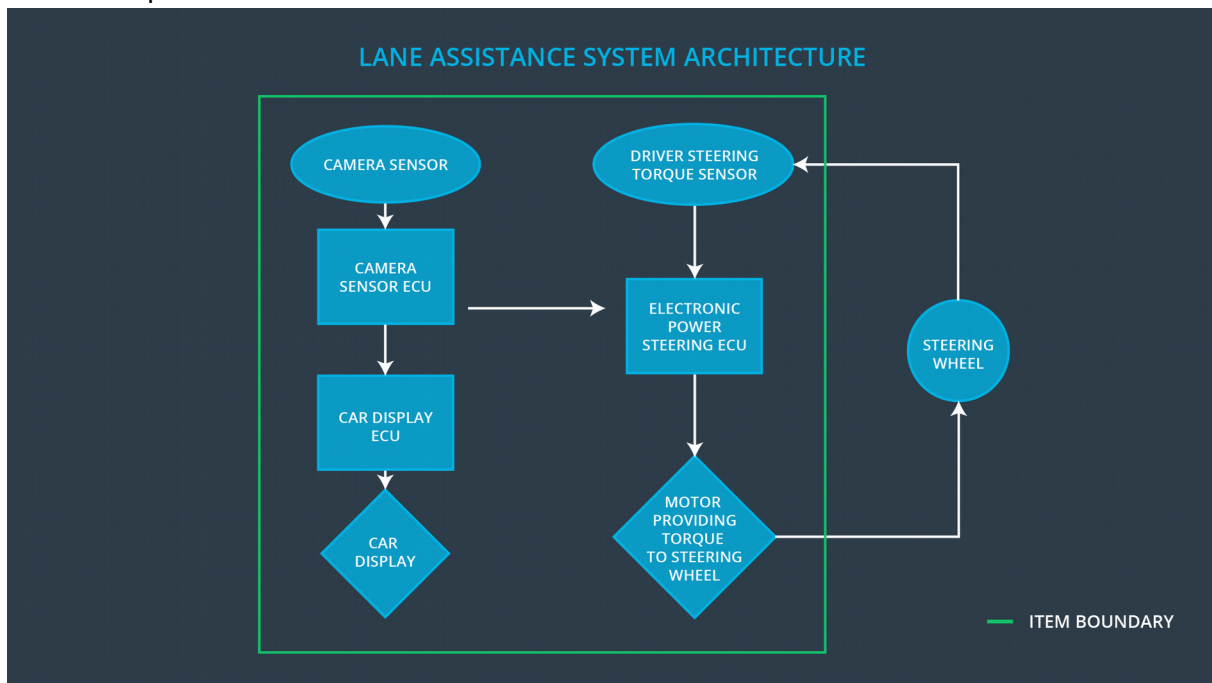 LANE ASSISTANCE SYSTEM ARCHITECTURE
CAMERA SENSOR
CAMERA
SENSOR ECU
CAR DISPLAY
ECU
CAR
DISPLAY
DRIVER STEERING
TORQUE SENSOR
ELECTRONIC
POWER
STEERING ECU
MOTOR
PROVIDING
TORQUE
TO STEERING
WHEEL
STEERING
WHEEL
ITEM BOUNDARY